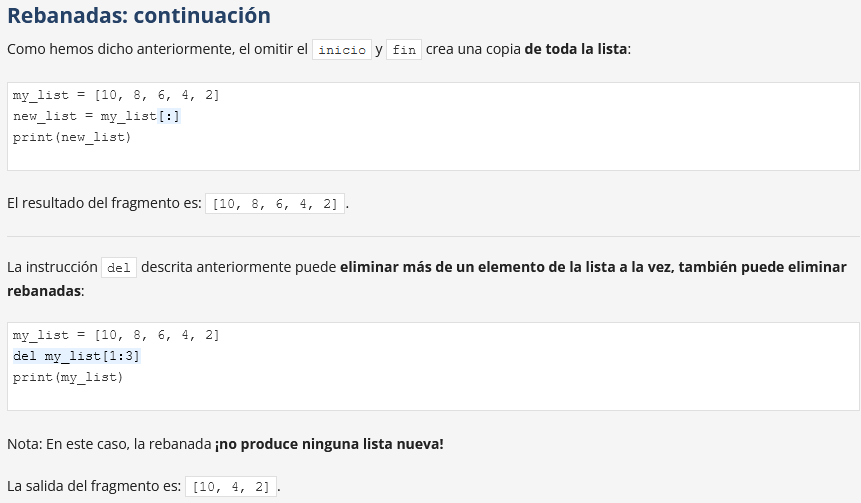 Rebanadas: continuación
Como hemos dicho anteriormente, el omitir el inicio y fin crea una copia de toda la lista:
my_list = [10, 8, 6, 4, 2]
new_list = my_list[:]
print(new_list)
El resultado del fragmento es: [10, 8, 6, 4, 2].
La instrucción del descrita anteriormente puede eliminar más de un elemento de la lista a la vez, también puede eliminar
rebanadas:
my_list = [10, 8, 6, 4, 2]
del my_list[1:3]
print(my_list)
Nota: En este caso, la rebanada ¡no produce ninguna lista nueva!
La salida del fragmento es: [10, 4, 2].